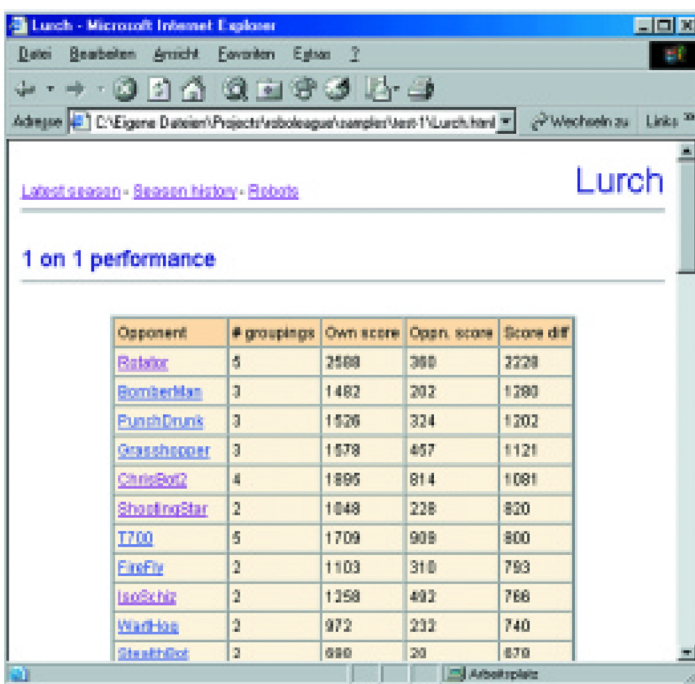 Lurch - Microsoft Internet Explorer
Datei Bearbeiten Ansicht Favoriten Extras ?
Adresse C:\Eigene Dateien\Projects\roboleague\samples\test-1\Lurch.html Wechseln zu Links »
Latest season - Season history - Robots
Lurch
1 on 1 performance
Opponent # groupings Own score Oppn. score Score diff
Rotator 5 2588 360 2228
BomberMan 3 1482 202 1280
PunchDrunk 3 1526 324 1202
Grasshopper 3 1578 457 1121
ChrisBot2 4 1895 814 1081
ShootingStar 2 1048 228 820
T700 5 1709 909 800
FireFly 2 1103 310 793
IsoSchiz 2 1258 492 766
WartHog 2 972 232 740
StealthBot 2 690 20 670
Arbeitsplatz